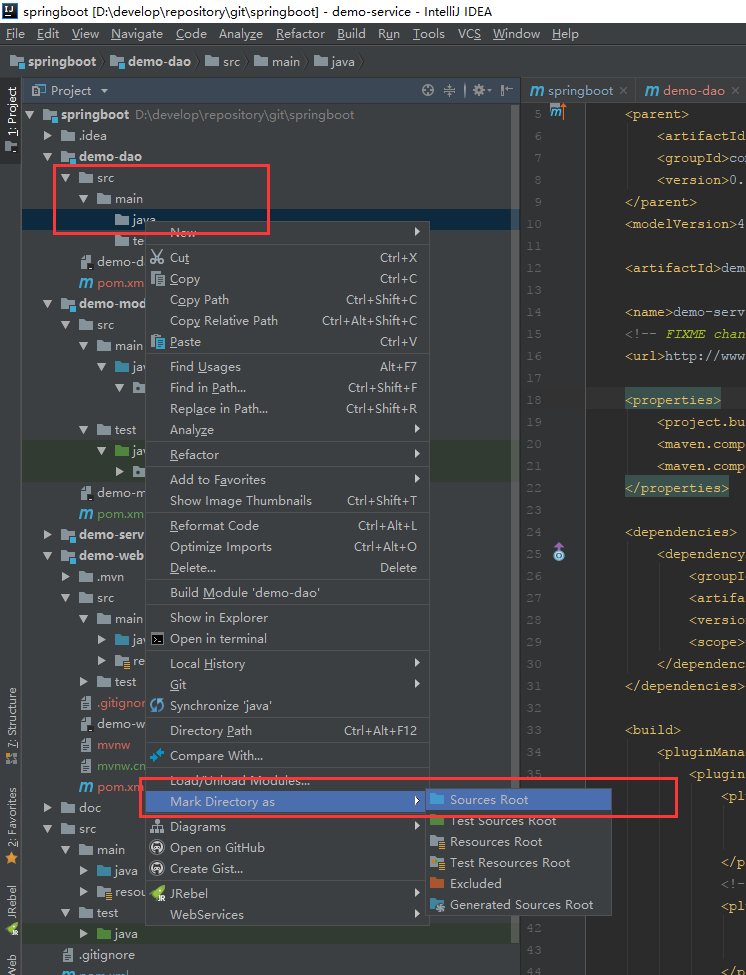 springboot [D:\develop\repository\git\springboot] - demo-service - IntelliJ IDEA
File Edit View Navigate Code Analyze Refactor Build Run Tools VCS Window Help
springboot demo-dao src main java
1: Project
7: Structure
2: Favorites
JRebel
Web
Project
springboot D:\develop\repository\git\springboot
.idea
demo-dao
src
main
java
te
demo-d
pom.xm
demo-mod
src
main
jav
test
jav
demo-m
pom.xm
demo-serv
demo-web
.mvn
src
main
jav
re
test
.gitignor
demo-w
mvnw
mvnw.cm
pom.xm
doc
src
main
java
resou
test
java
.gitignore
pom.xml
New
Cut Ctrl+X
Copy Ctrl+C
Copy Path Ctrl+Shift+C
Copy Relative Path Ctrl+Alt+Shift+C
Paste Ctrl+V
Find Usages Alt+F7
Find in Path... Ctrl+Shift+F
Replace in Path... Ctrl+Shift+R
Analyze
Refactor
Add to Favorites
Show Image Thumbnails Ctrl+Shift+T
Reformat Code Ctrl+Alt+L
Optimize Imports Ctrl+Alt+O
Delete... Delete
Build Module 'demo-dao'
Show in Explorer
Open in terminal
Local History
Git
Synchronize 'java'
Directory Path Ctrl+Alt+F12
Compare With...
Load/Unload Modules...
Mark Directory as
Diagrams
Open on GitHub
Create Gist...
JRebel
WebServices
Sources Root
Test Sources Root
Resources Root
Test Resources Root
Excluded
Generated Sources Root
springboot demo-dao
5 <parent>
6 <artifactId
7 <groupId>co
8 <version>0.
9 </parent>
10 <modelVersion>4
11
12 <artifactId>dem
13
14 <name>demo-serv
15 <!-- FIXME chan
16 <url>http://www
17
18 <properties>
19 <project.bu
20 <maven.comp
21 <maven.comp
22 </properties>
23
24 <dependencies>
25 <dependency
26 <groupId
27 <artifa
28 <version
29 <scope>
30 </dependenc
31 </dependencies>
32
33 <build>
34 <pluginMana
35 <plugin
<pl
</p
<!-
<pl
42
43
44 </p